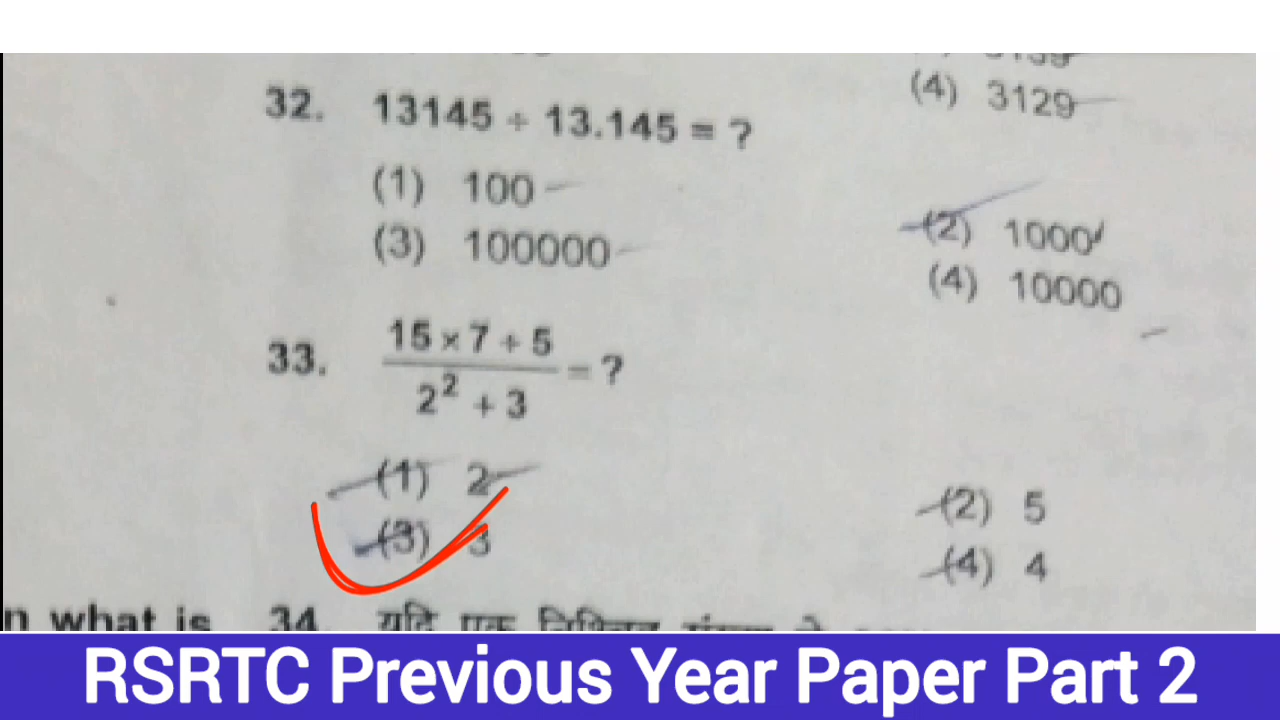 (4) 3129
32. 13145 ÷ 13.145 = ?
(1) 100
(2) 1000
(3) 100000
(4) 10000
33. 15 × 7 ÷ 5
2² + 3
= ?
(1) 2
(2) 5
(3) 3
(4) 4
n what is 34. यदि एक
RSRTC Previous Year Paper Part 2